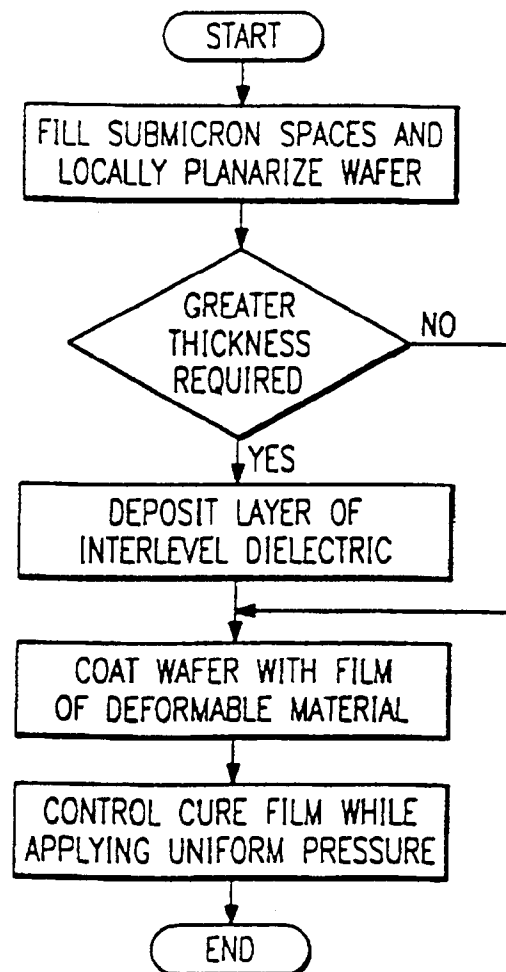 START
FILL SUBMICRON SPACES AND
LOCALLY PLANARIZE WAFER
GREATER
THICKNESS
REQUIRED
NO
YES
DEPOSIT LAYER OF
INTERLEVEL DIELECTRIC
COAT WAFER WITH FILM
OF DEFORMABLE MATERIAL
CONTROL CURE FILM WHILE
APPLYING UNIFORM PRESSURE
END